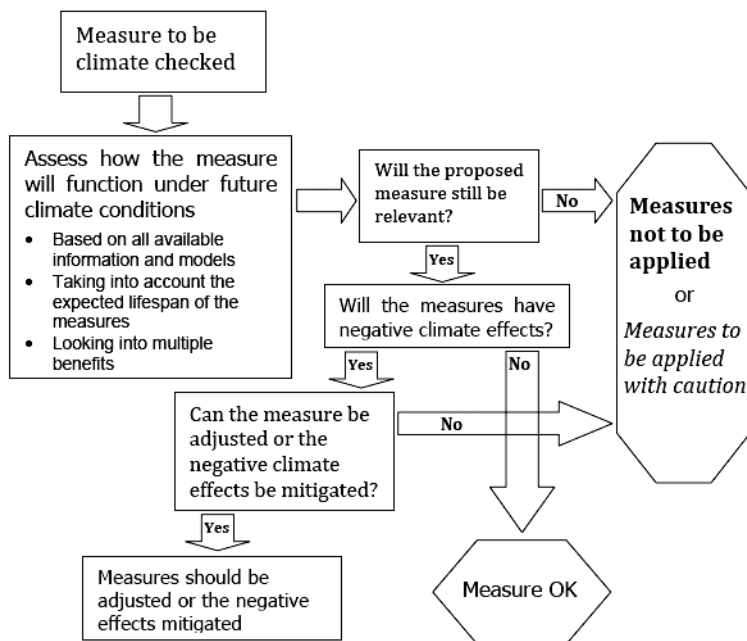 Measure to be
climate checked
Assess how the measure
will function under future
climate conditions
• Based on all available
information and models
• Taking into account the
expected lifespan of the
measures
• Looking into multiple
benefits
Will the proposed
measure still be
relevant?
No
Measures
not to be
applied
or
Measures to
be applied
with caution
Yes
Will the measures have
negative climate effects?
Yes
No
Can the measure be
adjusted or the
negative climate
effects be mitigated?
No
Yes
Measures should be
adjusted or the negative
effects mitigated
Measure OK